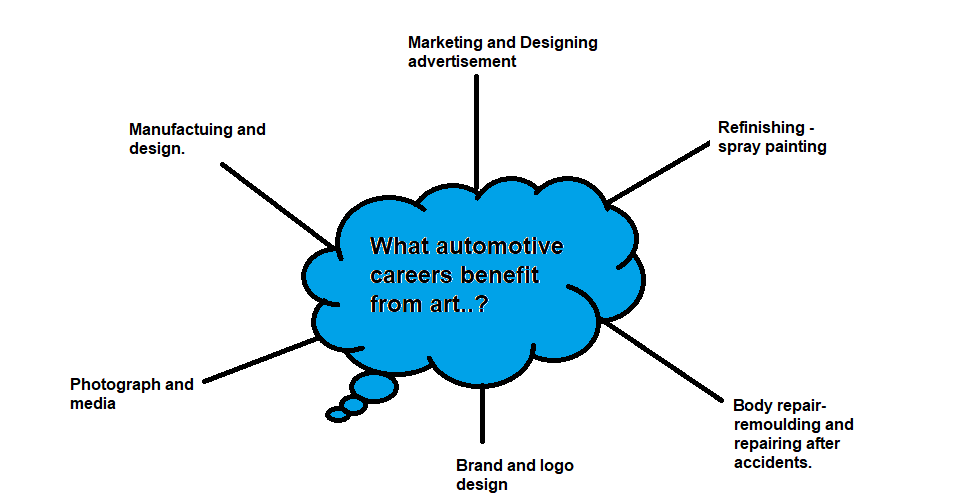 Marketing and Designing
advertisement
Manufactuing and
design.
Refinishing -
spray painting
What automotive
careers benefit
from art..?
Photograph and
media
Body repair-
remoulding and
repairing after
accidents.
Brand and logo
design